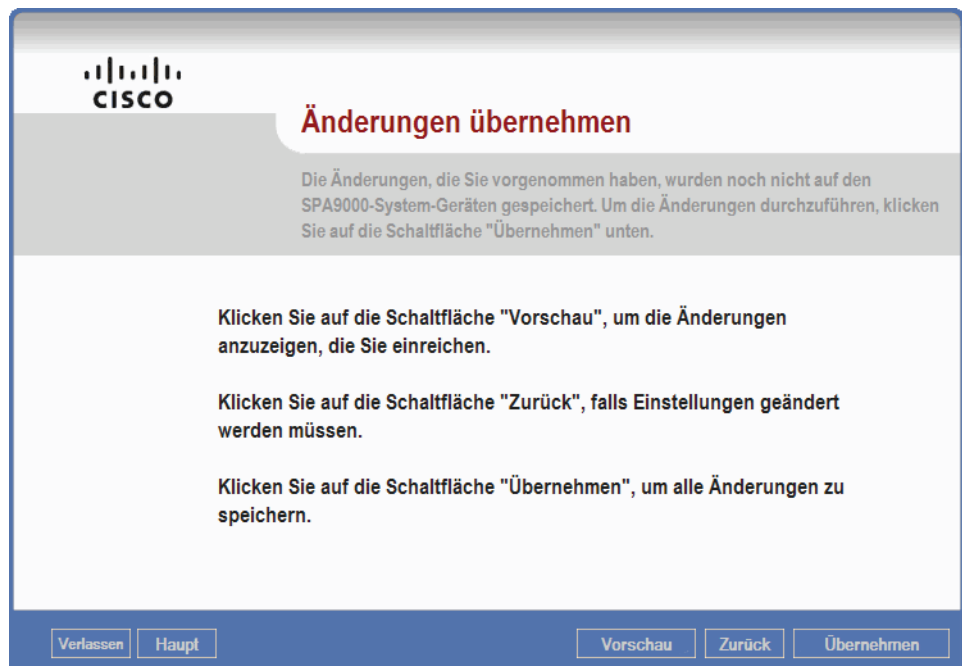 CISCO
Änderungen übernehmen
Die Änderungen, die Sie vorgenommen haben, wurden noch nicht auf den
SPA9000-System-Geräten gespeichert. Um die Änderungen durchzuführen, klicken
Sie auf die Schaltfläche "Übernehmen" unten.
Klicken Sie auf die Schaltfläche "Vorschau", um die Änderungen
anzuzeigen, die Sie einreichen.
Klicken Sie auf die Schaltfläche "Zurück", falls Einstellungen geändert
werden müssen.
Klicken Sie auf die Schaltfläche "Übernehmen", um alle Änderungen zu
speichern.
Verlassen Haupt Vorschau Zurück Übernehmen